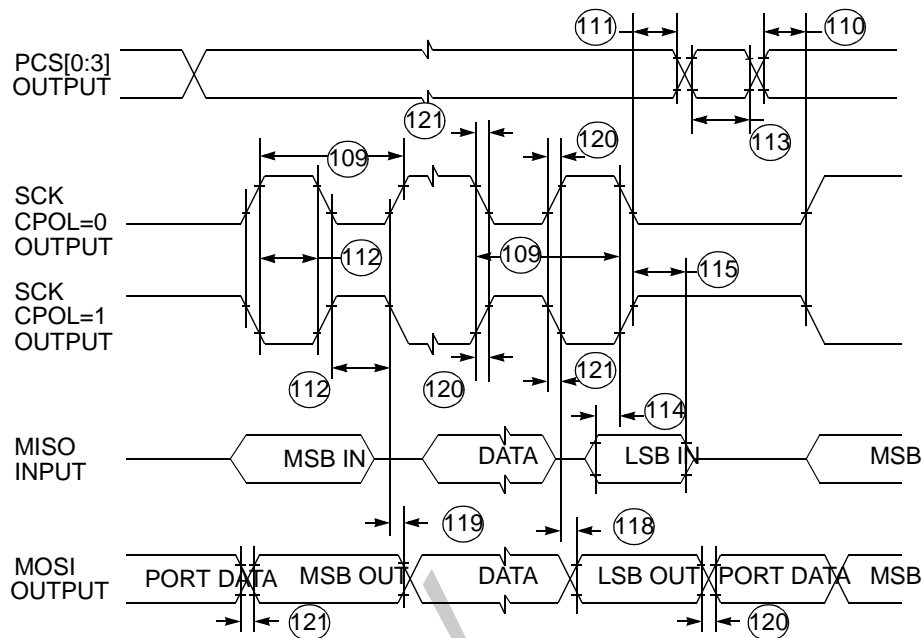 111
110
PCS[0:3]
OUTPUT
121
120
113
109
SCK
CPOL=0
OUTPUT
112
109
115
SCK
CPOL=1
OUTPUT
112
120
121
114
MISO
INPUT
MSB IN
DATA
LSB IN
MSB
119
118
MOSI
OUTPUT
PORT DATA
MSB OUT
DATA
LSB OUT
PORT DATA
MSB
121
120